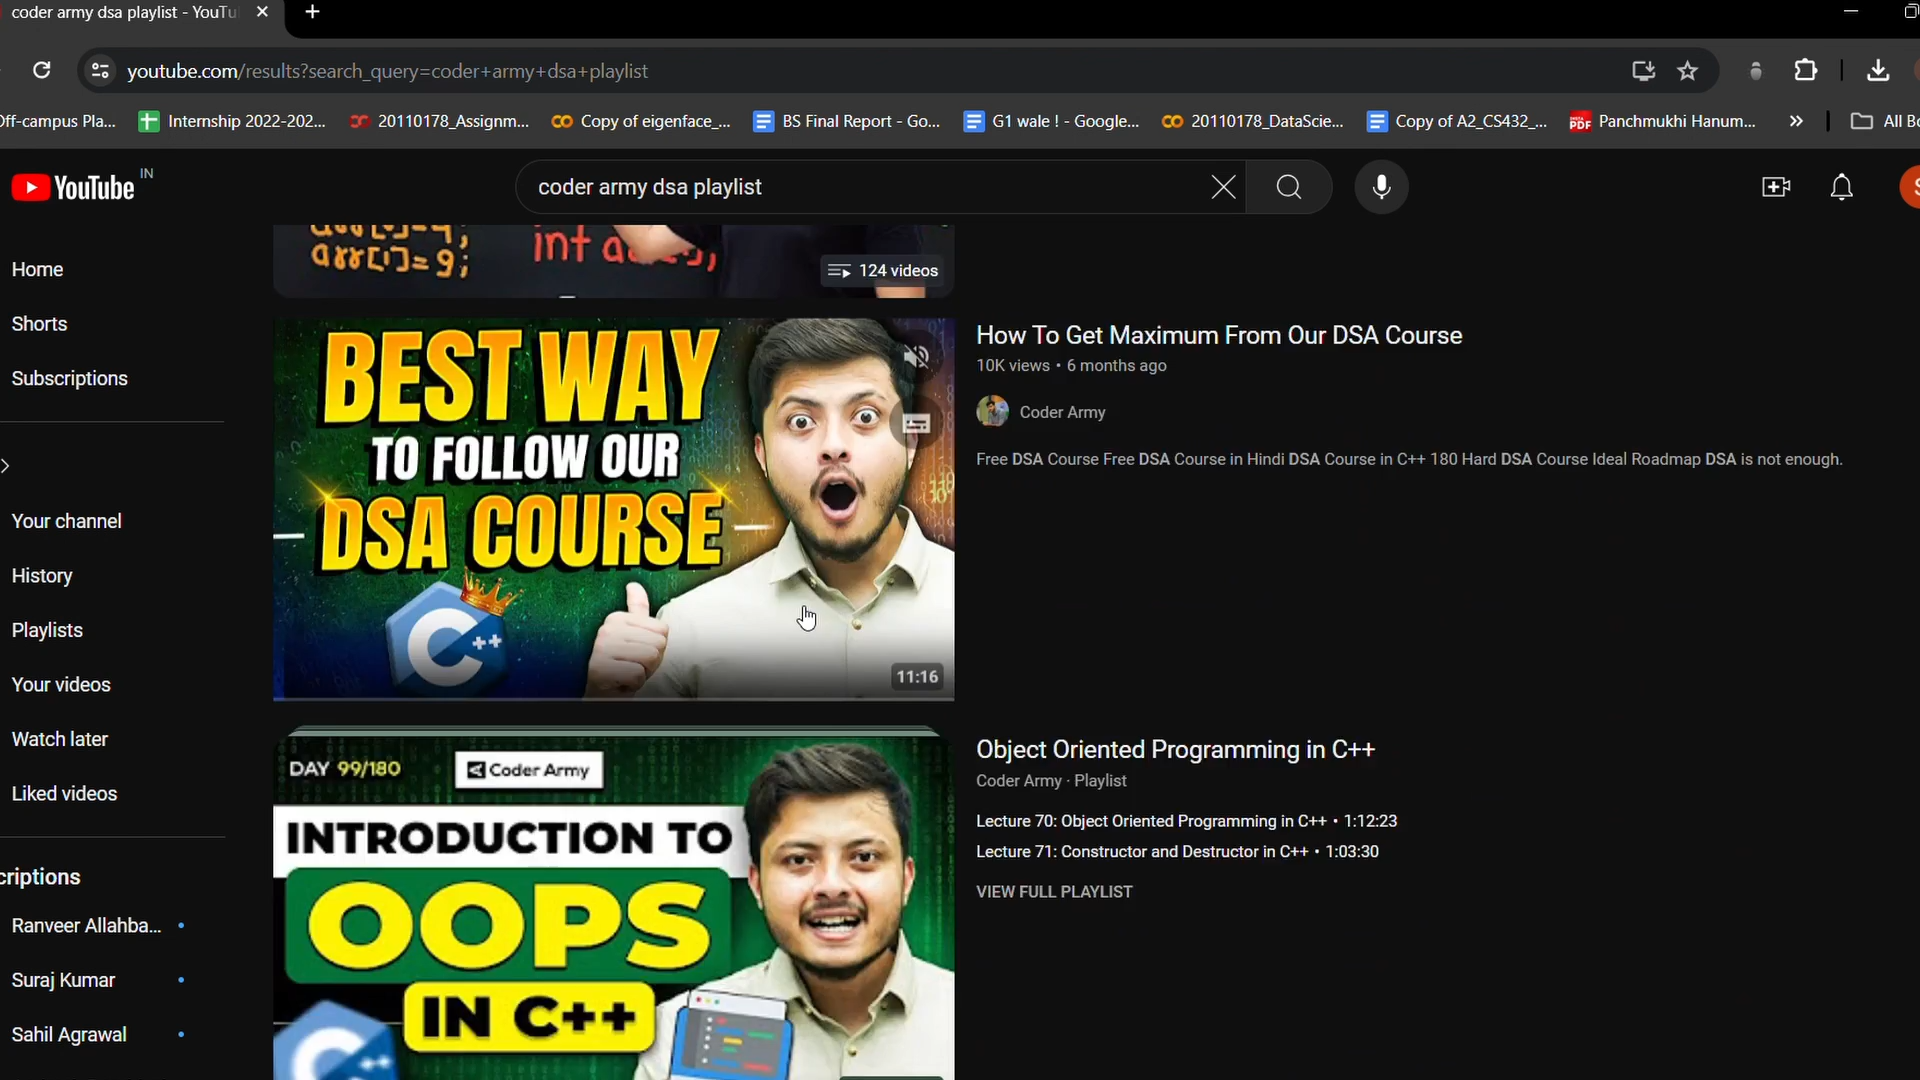 coder army dsa playlist - YouTu
youtube.com/results?search_query=coder+army+dsa+playlist
Off-campus Pla...
Internship 2022-202...
20110178_Assignm...
Copy of eigenface_...
BS Final Report - Go...
G1 wale ! - Google...
20110178_DataScie...
Copy of A2_CS432_...
PDF
Panchmukhi Hanum...
»
All Bo
YouTube IN
coder army dsa playlist
S
Home
Shorts
Subscriptions
Your channel
History
Playlists
Your videos
Watch later
Liked videos
criptions
Ranveer Allahba...
Suraj Kumar
Sahil Agrawal
arr[1]=9;
124 videos
BEST WAY
TO FOLLOW OUR
DSA COURSE
C++
11:16
How To Get Maximum From Our DSA Course
10K views • 6 months ago
Coder Army
Free DSA Course Free DSA Course in Hindi DSA Course in C++ 180 Hard DSA Course Ideal Roadmap DSA is not enough.
DAY 99/180
Coder Army
INTRODUCTION TO
OOPS
IN C++
Object Oriented Programming in C++
Coder Army · Playlist
Lecture 70: Object Oriented Programming in C++ • 1:12:23
Lecture 71: Constructor and Destructor in C++ • 1:03:30
VIEW FULL PLAYLIST